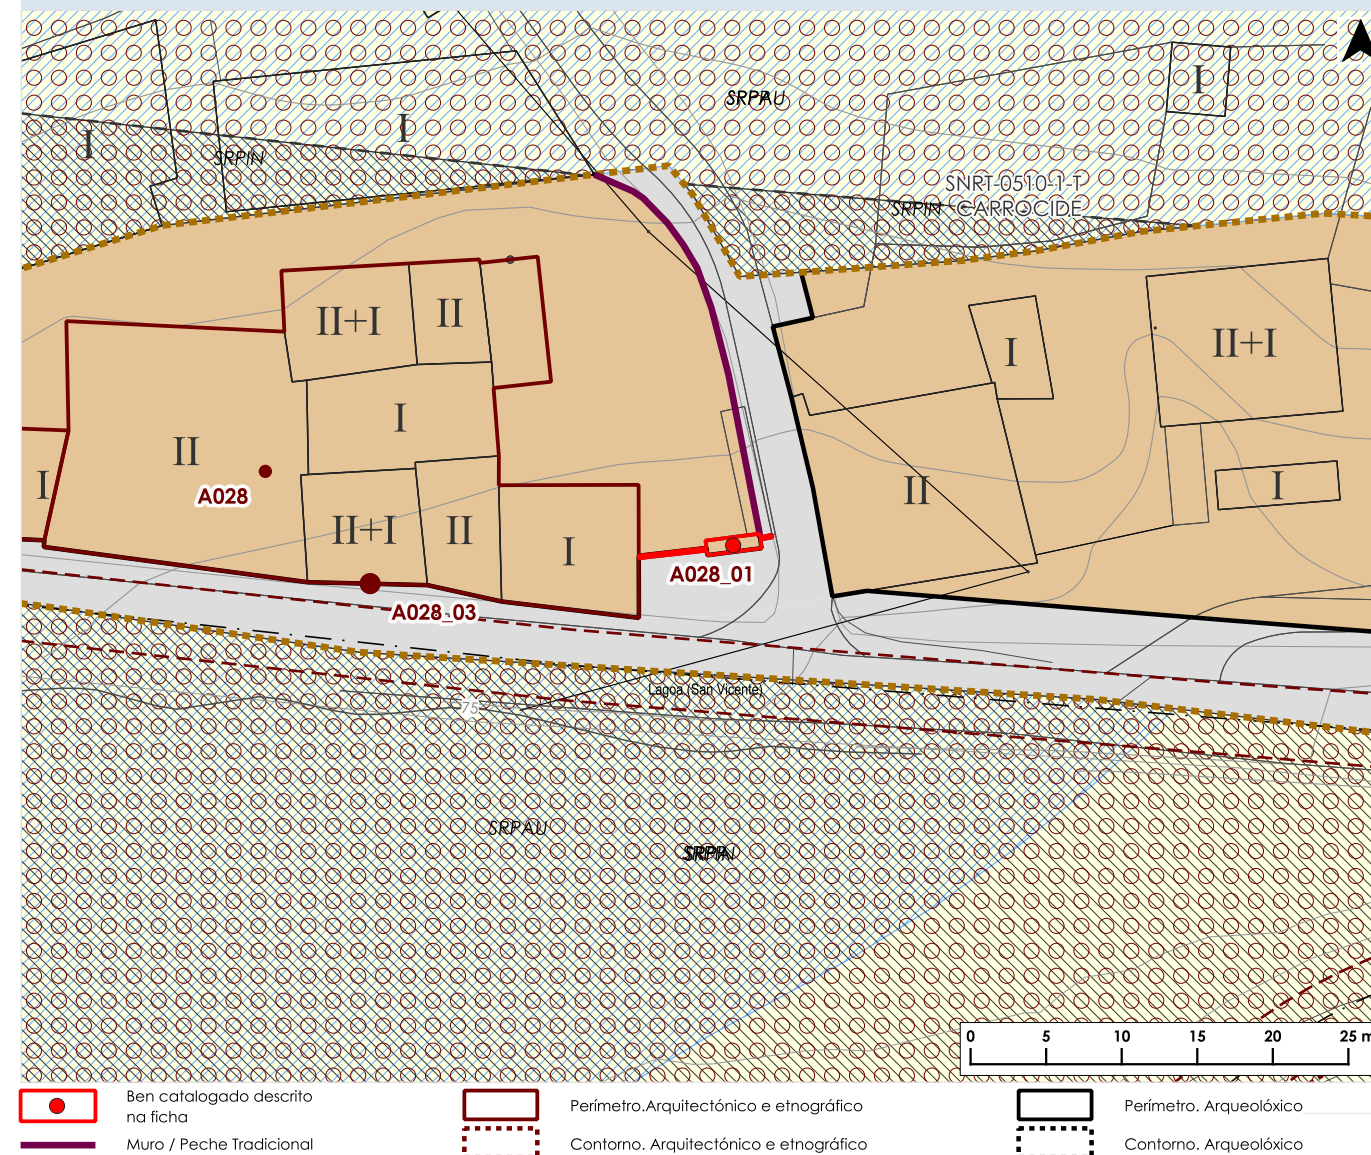 I
SRPAU
I
I
SRPIN
SNRT-0510-1-T
SRPIN CARROCIDE
II+I
II
I
II+I
I
II
I
A028
II
II+I
II
I
I
A028_01
A028_03
Lagoa (San Vicente)
75
SRPAU
0 5 10 15 20 25 m
Ben catalogado descrito
na ficha
Perímetro.Arquitectónico e etnográfico
Perímetro. Arqueolóxico
Muro / Peche Tradicional
Contorno. Arquitectónico e etnográfico
Contorno. Arqueolóxico